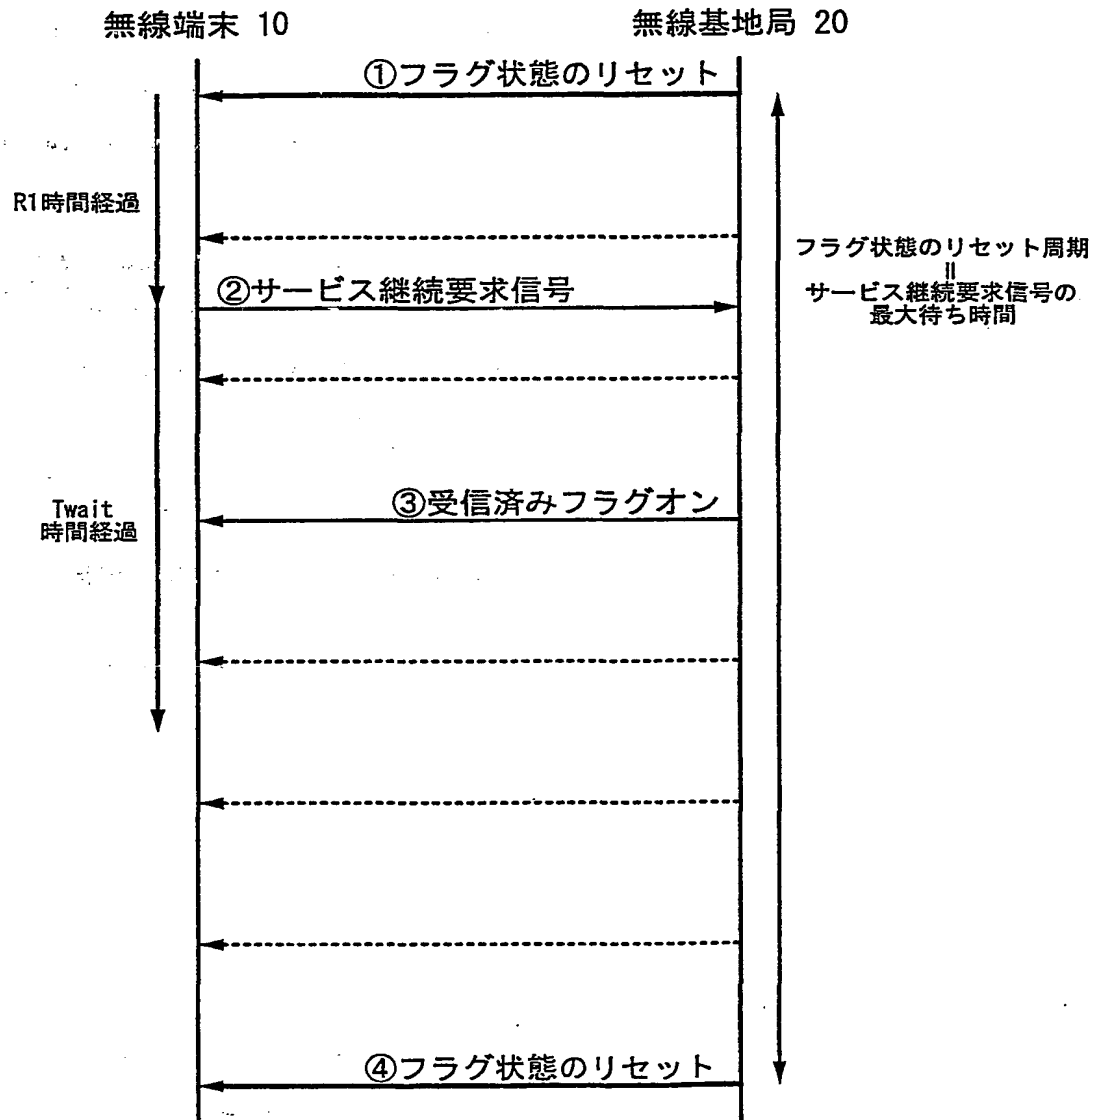 無線端末 10
無線基地局 20
①フラグ状態のリセット
R1時間経過
フラグ状態のリセット周期
||
サービス継続要求信号の
最大待ち時間
②サービス継続要求信号
③受信済みフラグオン
Twait
時間経過
④フラグ状態のリセット